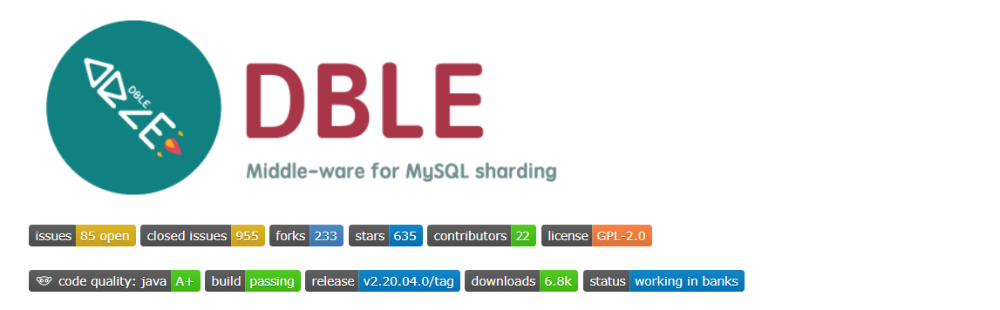 DBLE
DBLE
Middle-ware for MySQL sharding
issues 85 open closed issues 955 forks 233 stars 635 contributors 22 license GPL-2.0
code quality: java A+ build passing release v2.20.04.0/tag downloads 6.8k status working in banks